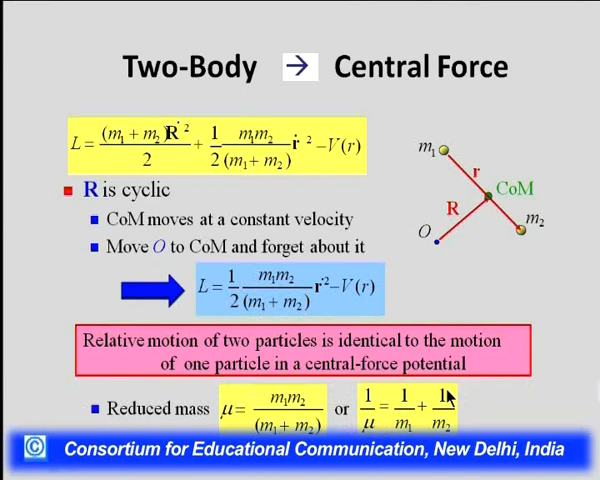 Two-Body → Central Force
L = (m₁ + m₂)Ṙ² / 2 + 1/2 m₁m₂/(m₁ + m₂) ṙ² − V(r)
m₁
r
CoM
R
m₂
O
R is cyclic
CoM moves at a constant velocity
Move O to CoM and forget about it
L = 1/2 m₁m₂/(m₁ + m₂) ṙ² − V(r)
Relative motion of two particles is identical to the motion
of one particle in a central-force potential
Reduced mass μ = m₁m₂/(m₁ + m₂) or 1/μ = 1/m₁ + 1/m₂
© Consortium for Educational Communication, New Delhi, India